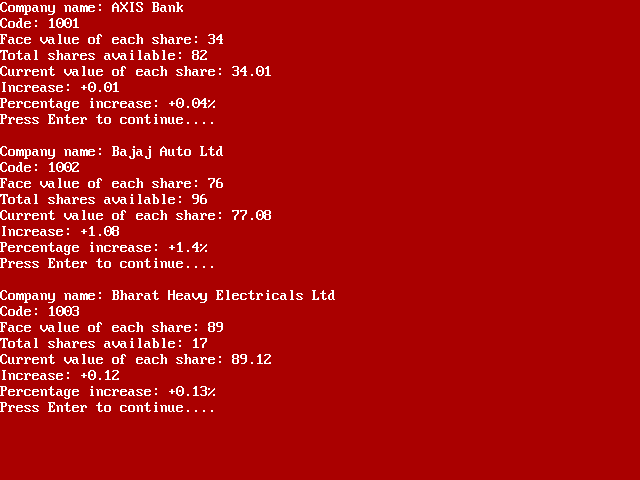 Company name: AXIS Bank
Code: 1001
Face value of each share: 34
Total shares available: 82
Current value of each share: 34.01
Increase: +0.01
Percentage increase: +0.04%
Press Enter to continue....
Company name: Bajaj Auto Ltd
Code: 1002
Face value of each share: 76
Total shares available: 96
Current value of each share: 77.08
Increase: +1.08
Percentage increase: +1.4%
Press Enter to continue....
Company name: Bharat Heavy Electricals Ltd
Code: 1003
Face value of each share: 89
Total shares available: 17
Current value of each share: 89.12
Increase: +0.12
Percentage increase: +0.13%
Press Enter to continue....